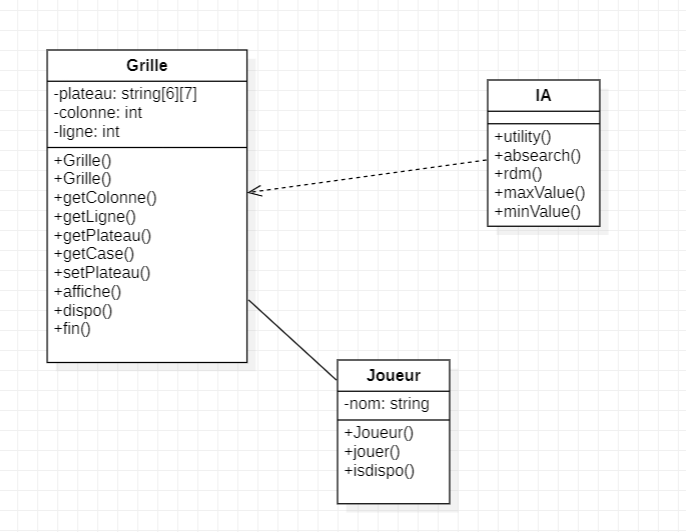 Grille
-plateau: string[6][7]
-colonne: int
-ligne: int
+Grille()
+Grille()
+getColonne()
+getLigne()
+getPlateau()
+getCase()
+setPlateau()
+affiche()
+dispo()
+fin()
IA
+utility()
+absearch()
+rdm()
+maxValue()
+minValue()
Joueur
-nom: string
+Joueur()
+jouer()
+isdispo()